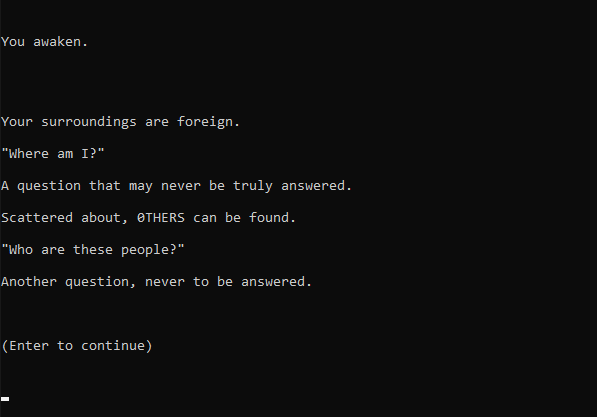 You awaken.
Your surroundings are foreign.
"Where am I?"
A question that may never be truly answered.
Scattered about, 0THERS can be found.
"Who are these people?"
Another question, never to be answered.
(Enter to continue)